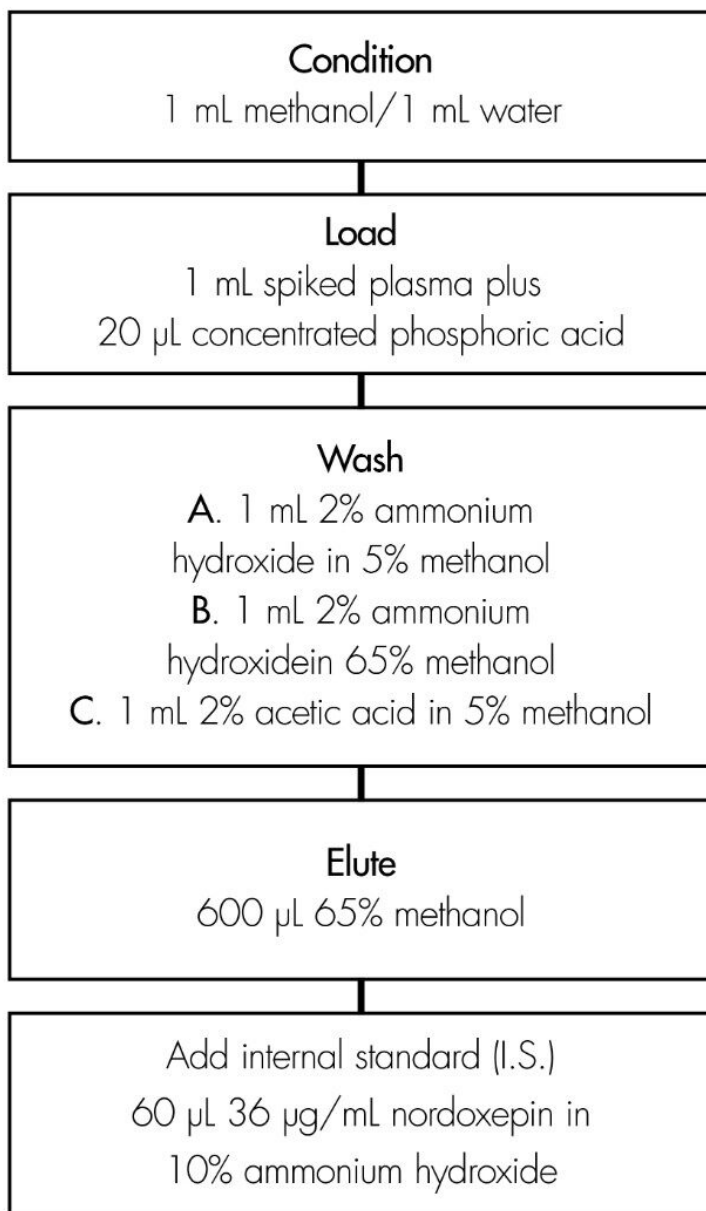 Condition
1 mL methanol/1 mL water
Load
1 mL spiked plasma plus
20 µL concentrated phosphoric acid
Wash
A. 1 mL 2% ammonium
hydroxide in 5% methanol
B. 1 mL 2% ammonium
hydroxidein 65% methanol
C. 1 mL 2% acetic acid in 5% methanol
Elute
600 µL 65% methanol
Add internal standard (I.S.)
60 µL 36 µg/mL nordoxepin in
10% ammonium hydroxide